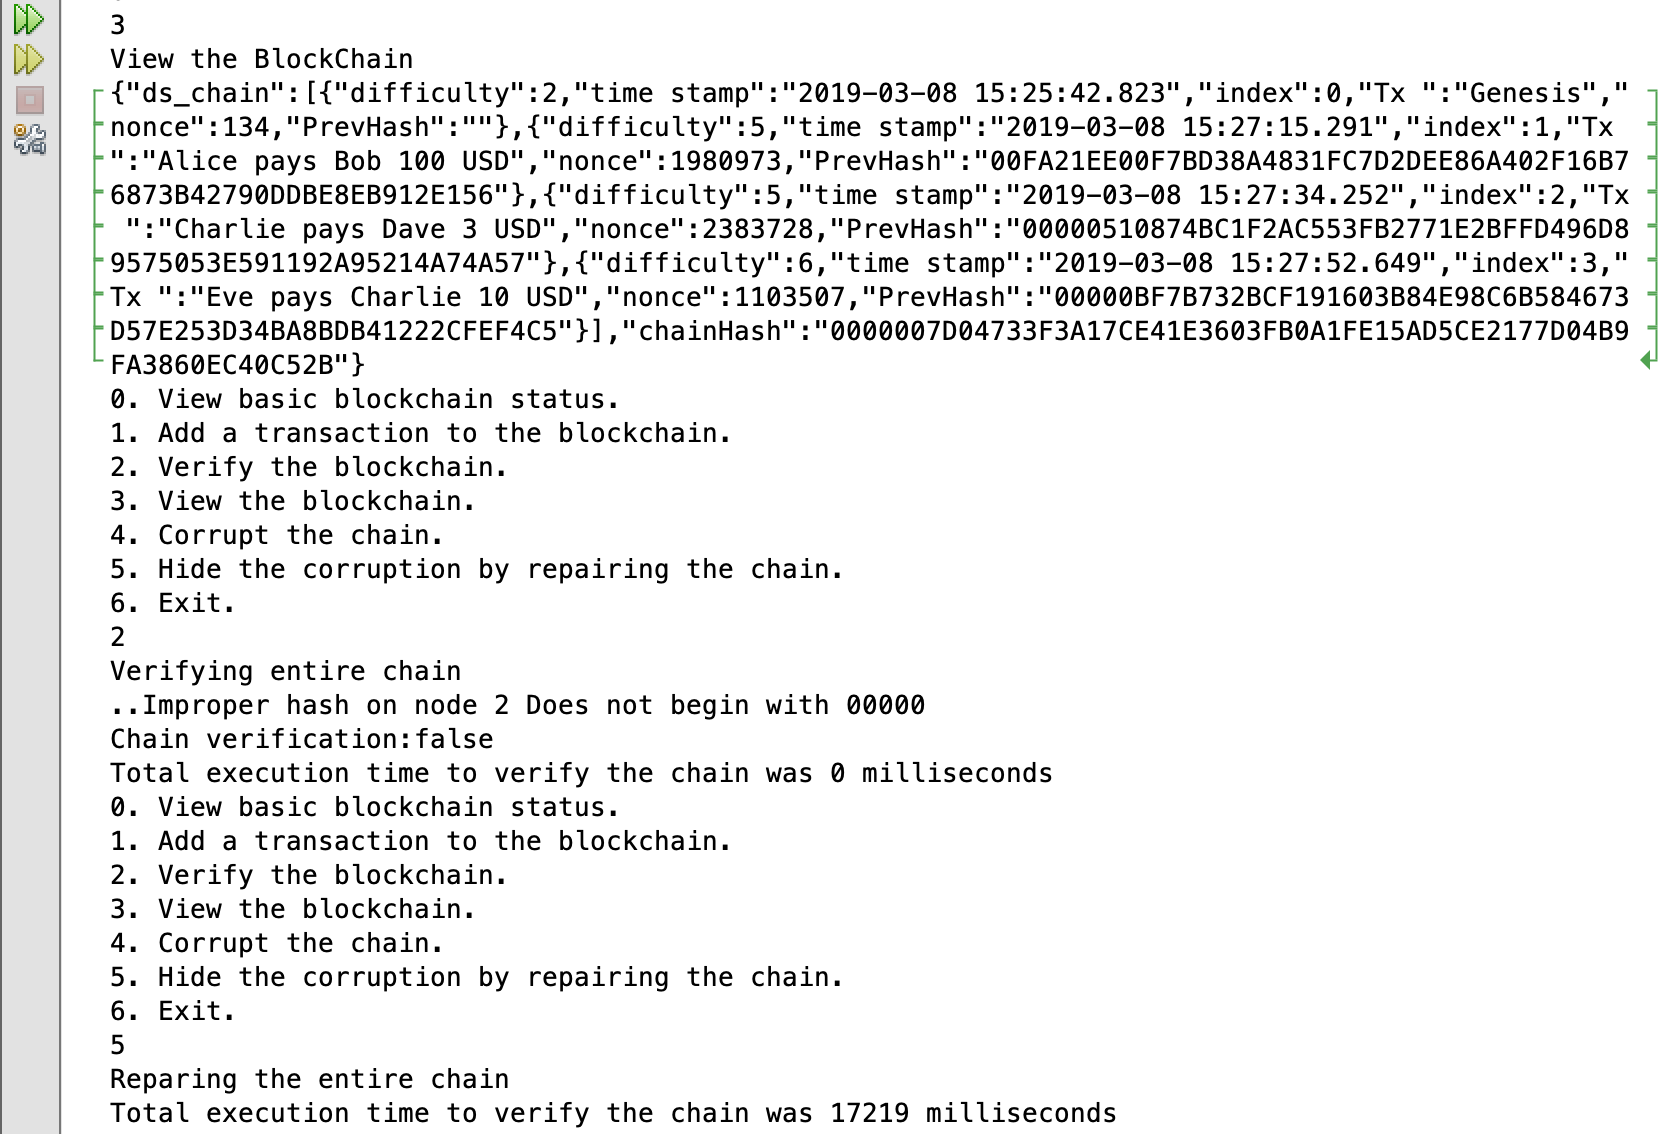 3
View the BlockChain
{"ds_chain":[{"difficulty":2,"time stamp":"2019-03-08 15:25:42.823","index":0,"Tx ":"Genesis","
nonce":134,"PrevHash":""},{"difficulty":5,"time stamp":"2019-03-08 15:27:15.291","index":1,"Tx
":"Alice pays Bob 100 USD","nonce":1980973,"PrevHash":"00FA21EE00F7BD38A4831FC7D2DEE86A402F16B7
6873B42790DDBE8EB912E156"},{"difficulty":5,"time stamp":"2019-03-08 15:27:34.252","index":2,"Tx
 ":"Charlie pays Dave 3 USD","nonce":2383728,"PrevHash":"00000510874BC1F2AC553FB2771E2BFFD496D8
9575053E591192A95214A74A57"},{"difficulty":6,"time stamp":"2019-03-08 15:27:52.649","index":3,"
Tx ":"Eve pays Charlie 10 USD","nonce":1103507,"PrevHash":"00000BF7B732BCF191603B84E98C6B584673
D57E253D34BA8BDB41222CFEF4C5"}],"chainHash":"0000007D04733F3A17CE41E3603FB0A1FE15AD5CE2177D04B9
FA3860EC40C52B"}
0. View basic blockchain status.
1. Add a transaction to the blockchain.
2. Verify the blockchain.
3. View the blockchain.
4. Corrupt the chain.
5. Hide the corruption by repairing the chain.
6. Exit.
2
Verifying entire chain
..Improper hash on node 2 Does not begin with 00000
Chain verification:false
Total execution time to verify the chain was 0 milliseconds
0. View basic blockchain status.
1. Add a transaction to the blockchain.
2. Verify the blockchain.
3. View the blockchain.
4. Corrupt the chain.
5. Hide the corruption by repairing the chain.
6. Exit.
5
Reparing the entire chain
Total execution time to verify the chain was 17219 milliseconds